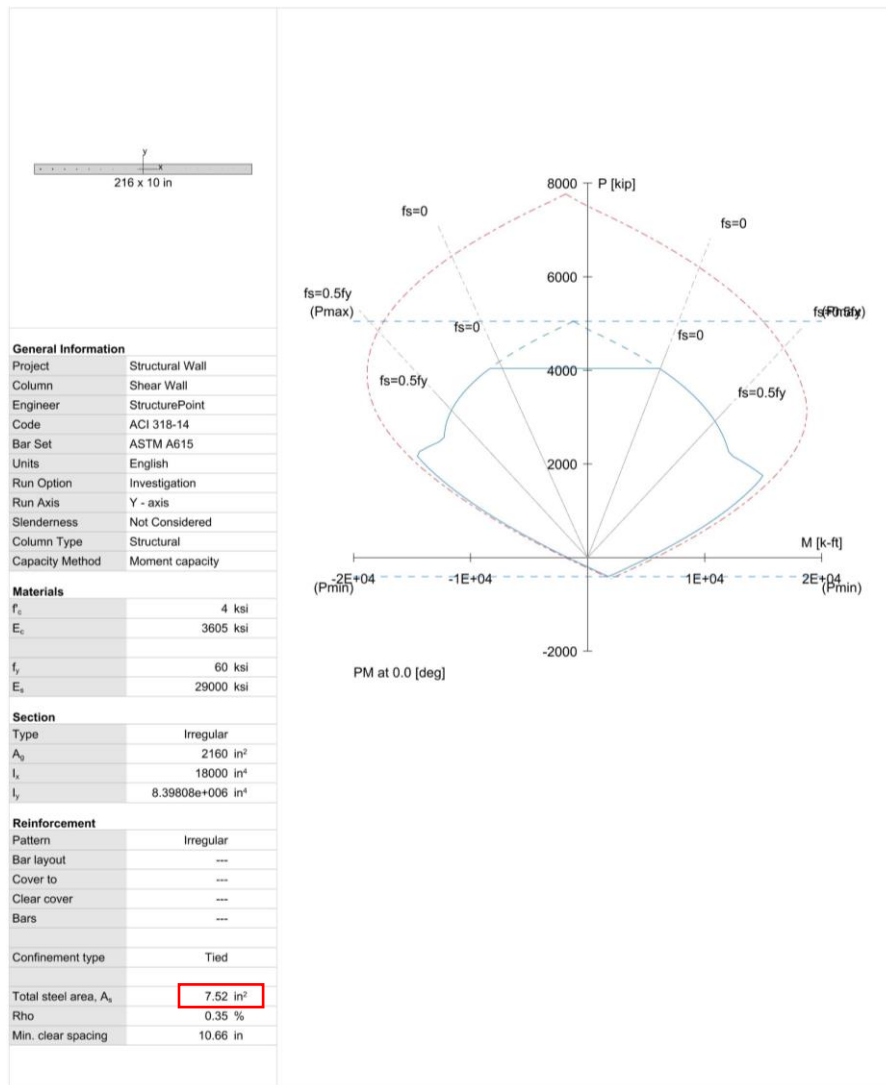 y
x
216 x 10 in
General Information
Project Structural Wall
Column Shear Wall
Engineer StructurePoint
Code ACI 318-14
Bar Set ASTM A615
Units English
Run Option Investigation
Run Axis Y - axis
Slenderness Not Considered
Column Type Structural
Capacity Method Moment capacity
Materials
f'c 4 ksi
Ec 3605 ksi
fy 60 ksi
Es 29000 ksi
Section
Type Irregular
Ag 2160 in²
Ix 18000 in⁴
Iy 8.39808e+006 in⁴
Reinforcement
Pattern Irregular
Bar layout ---
Cover to ---
Clear cover ---
Bars ---
Confinement type Tied
Total steel area, As 7.52 in²
Rho 0.35 %
Min. clear spacing 10.66 in
8000 P [kip]
fs=0
fs=0
6000
fs=0.5fy
(Pmax)
fs=0.5fy
(Pmax)
fs=0
fs=0
4000
fs=0.5fy
fs=0.5fy
2000
M [k-ft]
-2E+04
-1E+04
1E+04
2E+04
(Pmin)
(Pmin)
-2000
PM at 0.0 [deg]